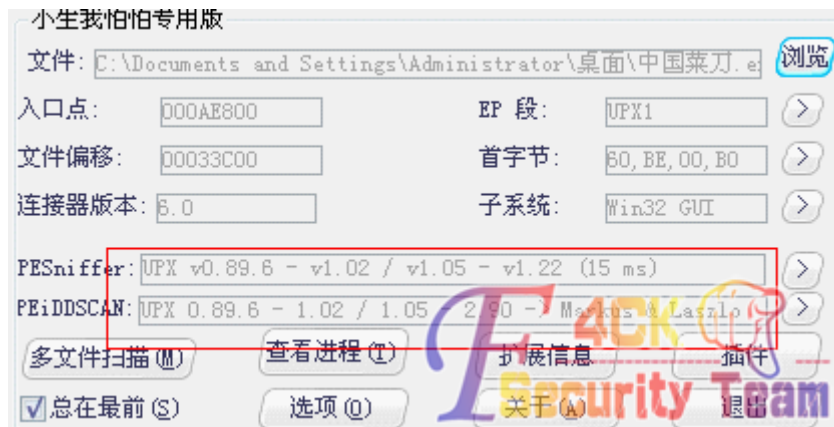 小生我怕怕专用版
文件: C:\Documents and Settings\Administrator\桌面\中国菜刀.e 浏览
入口点: 000AE800 EP 段: UPX1 >
文件偏移: 00033C00 首字节: 60,BE,00,B0 >
连接器版本: 6.0 子系统: Win32 GUI >
PESniffer: UPX v0.89.6 - v1.02 / v1.05 - v1.22 (15 ms) >
PEiDDSCAN: UPX 0.89.6 - 1.02 / 1.05 - 2.90 -> Markus & Laszlo >
多文件扫描(M) 查看进程(T) 扩展信息 插件
总在最前(S) 选项(O) 关于(A) 退出
F4CK
Security Team